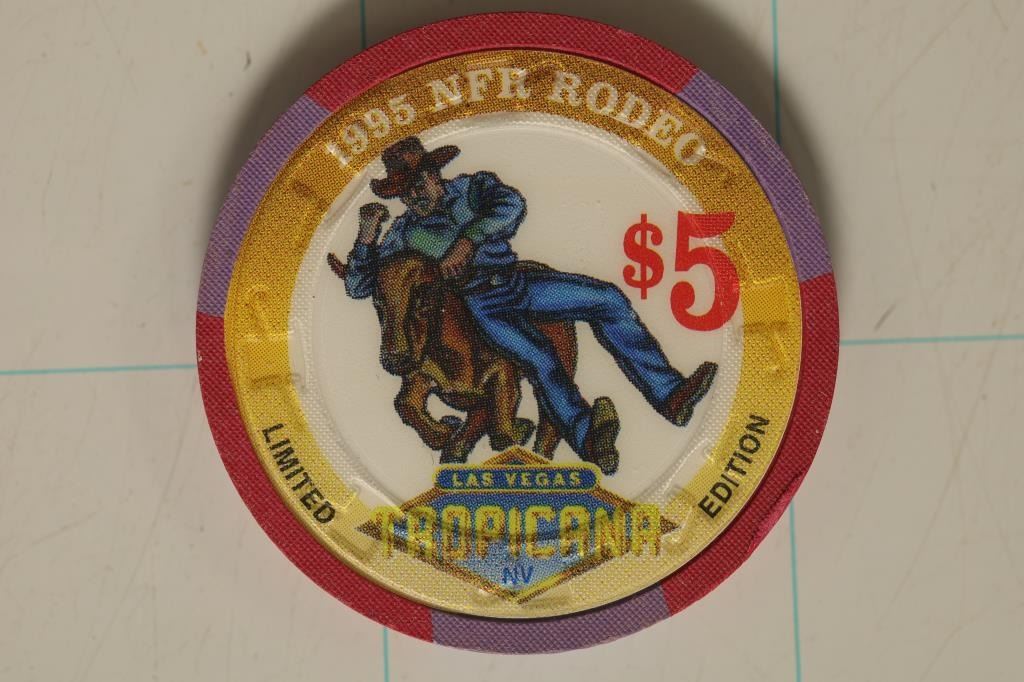 1995 NFR RODEO
$5
LIMITED
EDITION
LAS VEGAS
TROPICANA
NV